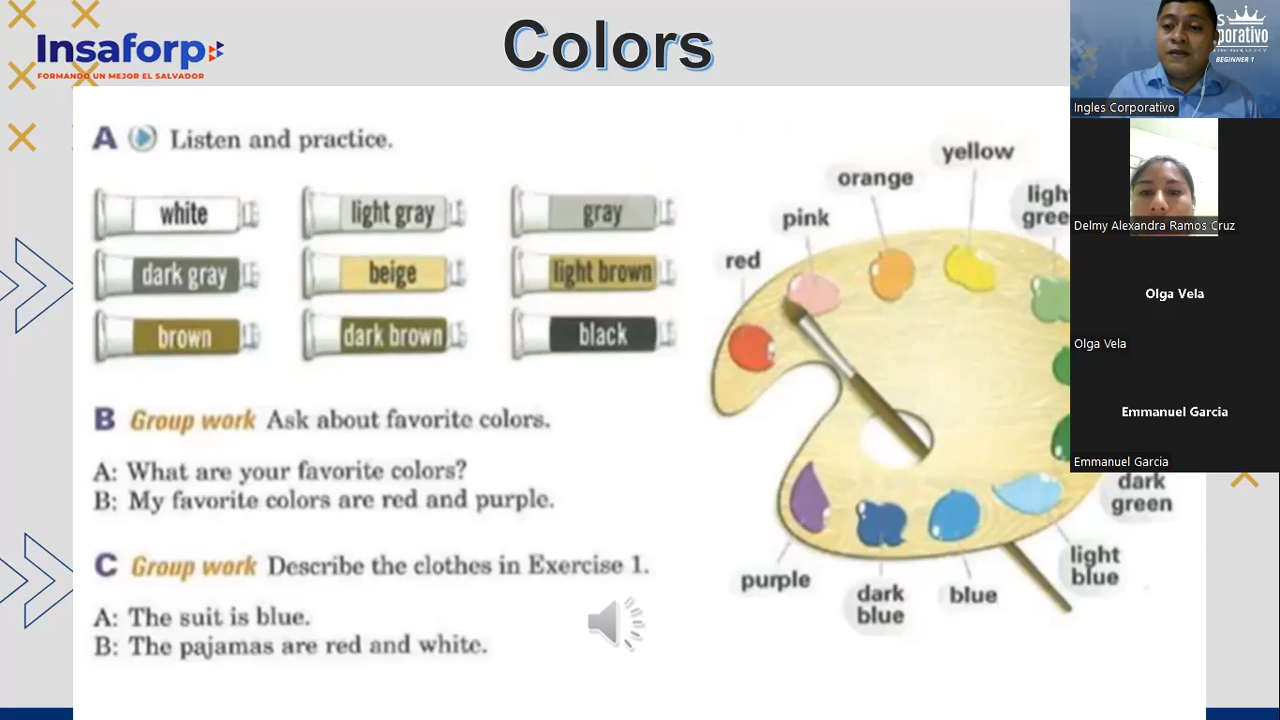 Colors
Insaforp
FORMANDO UN MEJOR EL SALVADOR
A Listen and practice.
white
light gray
gray
dark gray
beige
light brown
brown
dark brown
black
B Group work Ask about favorite colors.
A: What are your favorite colors?
B: My favorite colors are red and purple.
C Group work Describe the clothes in Exercise 1.
A: The suit is blue.
B: The pajamas are red and white.
red
pink
orange
yellow
dark
green
light
blue
blue
dark
blue
purple
BEGINNER 1
Ingles Corporativo
Delmy Alexandra Ramos Cruz
Olga Vela
Olga Vela
Emmanuel Garcia
Emmanuel Garcia